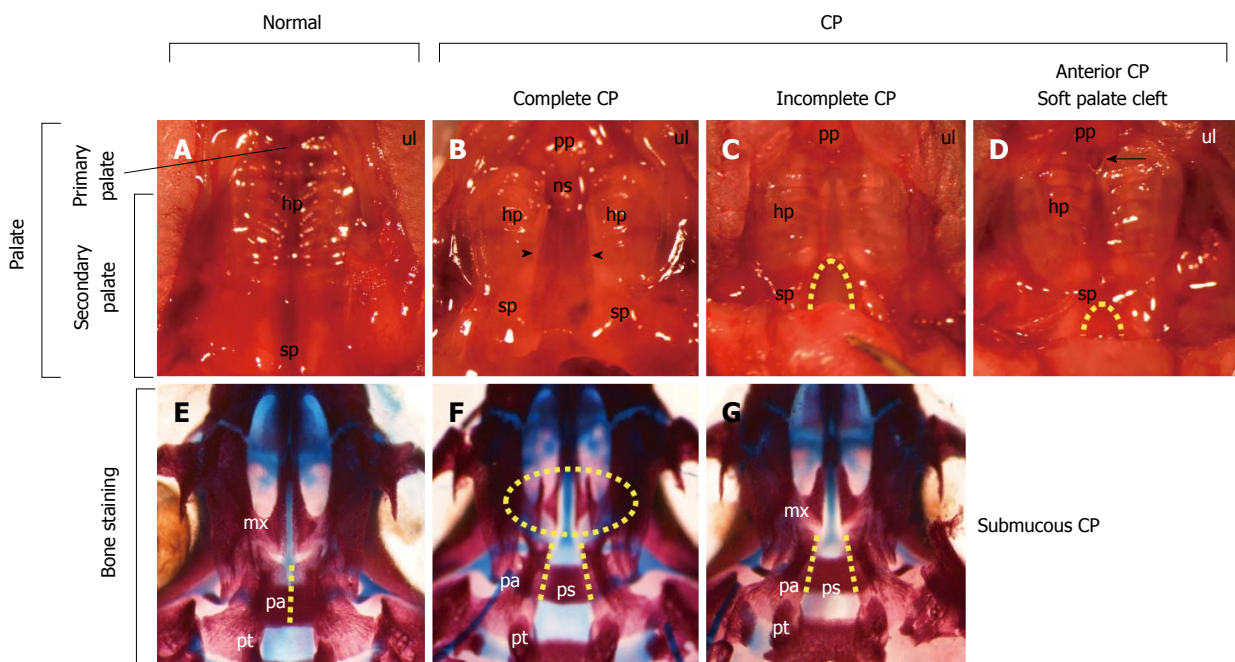 Normal
CP
Complete CP
Incomplete CP
Anterior CP
Soft palate cleft
Palate
Primary
palate
Secondary
palate
A
hp
sp
ul
B
pp
ul
ns
hp
hp
sp
sp
C
pp
ul
hp
sp
D
pp
ul
hp
sp
Bone staining
E
mx
pa
pt
F
pa
ps
pt
G
mx
pa
ps
pt
Submucous CP